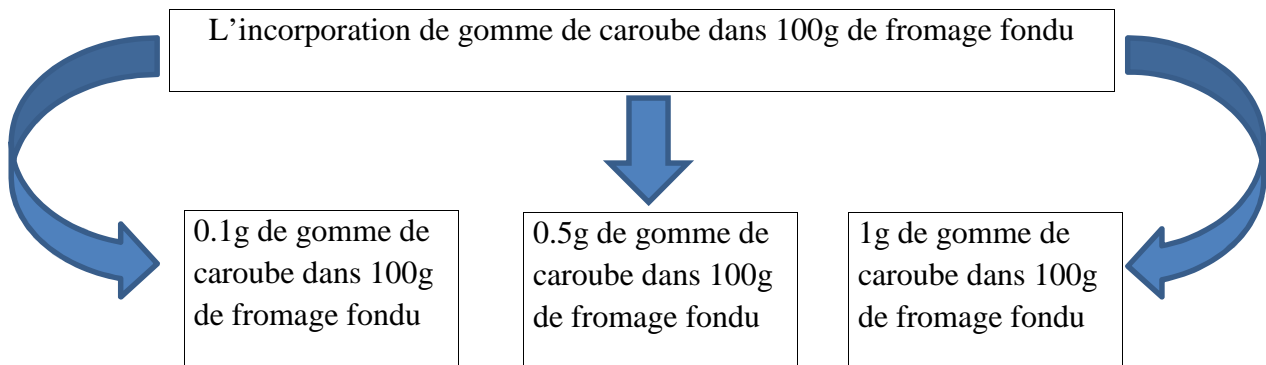 L’incorporation de gomme de caroube dans 100g de fromage fondu
0.1g de gomme de
caroube dans 100g
de fromage fondu
0.5g de gomme de
caroube dans 100g
de fromage fondu
1g de gomme de
caroube dans 100g
de fromage fondu